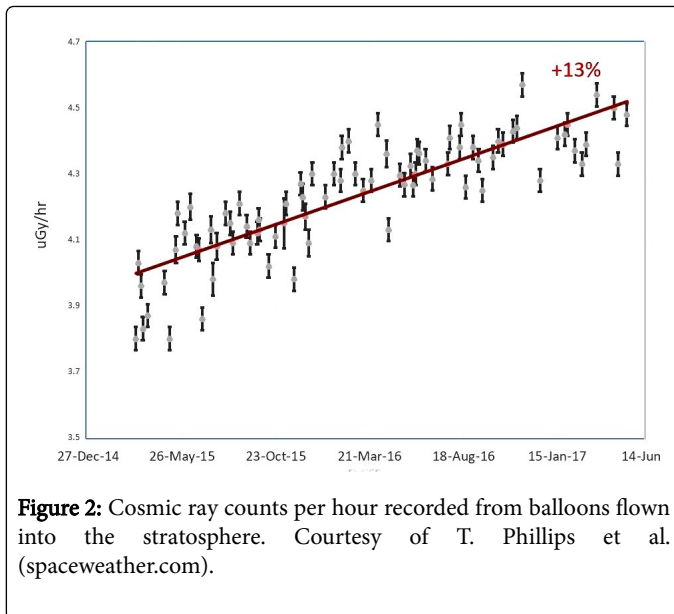 4.7
+13%
4.5
4.3
uGy/hr
4.1
3.9
3.7
3.5
27-Dec-14 26-May-15 23-Oct-15 21-Mar-16 18-Aug-16 15-Jan-17 14-Jun
Figure 2: Cosmic ray counts per hour recorded from balloons flown
into the stratosphere. Courtesy of T. Phillips et al.
(spaceweather.com).